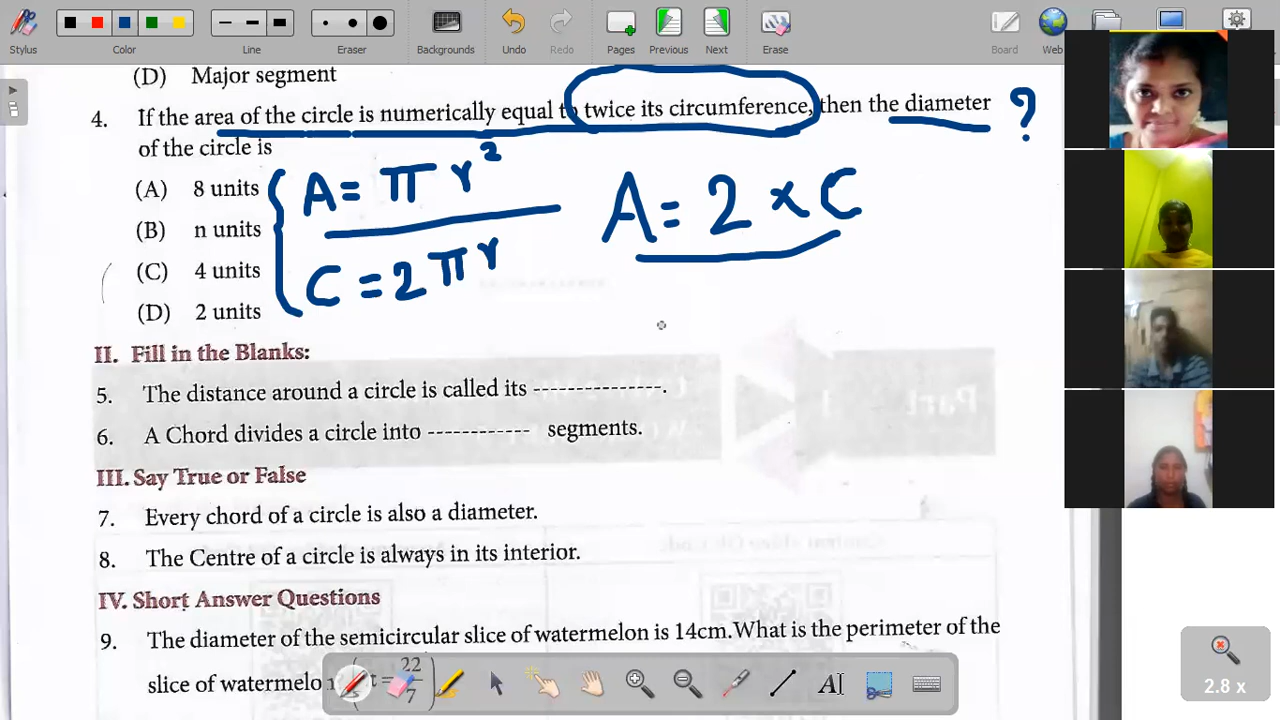 Stylus
Color
Line
Eraser
Backgrounds
Undo
Redo
Pages
Previous
Next
Erase
Board
Web
(D) Major segment
4. If the area of the circle is numerically equal to twice its circumference, then the diameter ?
of the circle is
(A) 8 units
(B) n units
(C) 4 units
(D) 2 units
A = π r²
C = 2 π r
A = 2 × C
II. Fill in the Blanks:
5. The distance around a circle is called its ---------------.
6. A Chord divides a circle into ------------ segments.
III. Say True or False
7. Every chord of a circle is also a diameter.
8. The Centre of a circle is always in its interior.
IV. Short Answer Questions
9. The diameter of the semicircular slice of watermelon is 14cm.What is the perimeter of the
slice of watermelo = 22/7 )
2.8 x